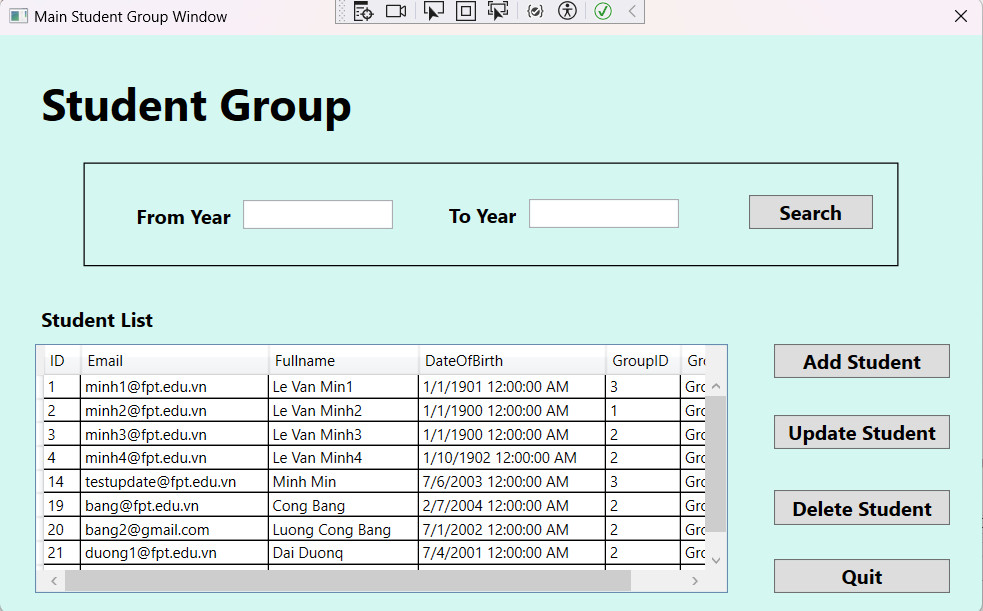 Main Student Group Window
Student Group
From Year To Year Search
Student List
ID Email Fullname DateOfBirth GroupID Gro
1 minh1@fpt.edu.vn Le Van Min1 1/1/1901 12:00:00 AM 3 Gro
2 minh2@fpt.edu.vn Le Van Minh2 1/1/1900 12:00:00 AM 1 Gro
3 minh3@fpt.edu.vn Le Van Minh3 1/1/1900 12:00:00 AM 2 Gro
4 minh4@fpt.edu.vn Le Van Minh4 1/10/1902 12:00:00 AM 2 Gro
14 testupdate@fpt.edu.vn Minh Min 7/6/2003 12:00:00 AM 3 Gro
19 bang@fpt.edu.vn Cong Bang 2/7/2004 12:00:00 AM 2 Gro
20 bang2@gmail.com Luong Cong Bang 7/1/2002 12:00:00 AM 2 Gro
21 duong1@fpt.edu.vn Dai Duong 7/4/2001 12:00:00 AM 2 Gro
Add Student
Update Student
Delete Student
Quit